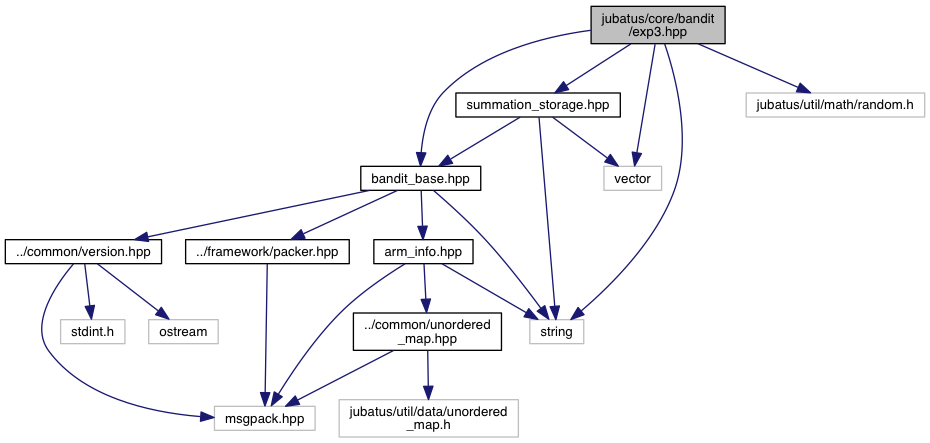 jubatus/core/bandit
/exp3.hpp
summation_storage.hpp
jubatus/util/math/random.h
bandit_base.hpp
vector
../common/version.hpp
../framework/packer.hpp
arm_info.hpp
stdint.h
ostream
../common/unordered
_map.hpp
string
msgpack.hpp
jubatus/util/data/unordered
_map.h